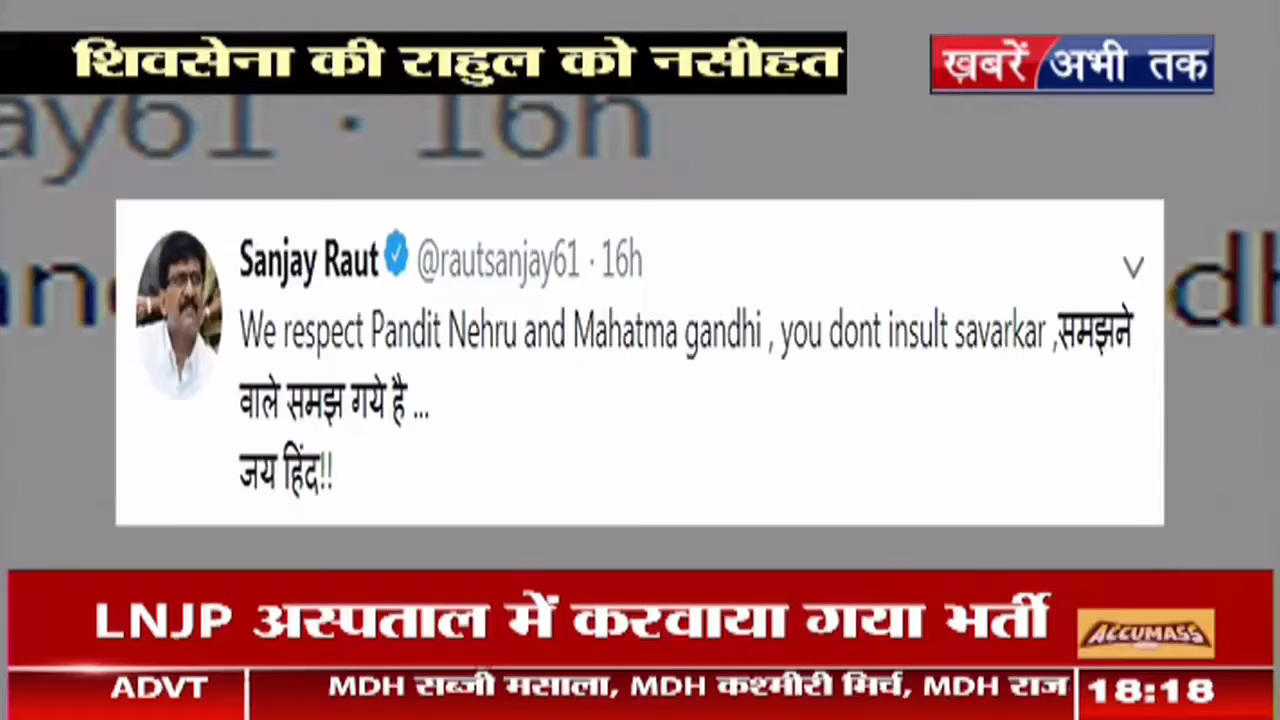 शिवसेना की राहुल को नसीहत
ख़बरें अभी तक
ay61 · 16h
Sanjay Raut @rautsanjay61 · 16h
We respect Pandit Nehru and Mahatma gandhi , you dont insult savarkar ,समझने
वाले समझ गये है ...
जय हिंद!!
LNJP अस्पताल में करवाया गया भर्ती
ACCUMASS
ADVT MDH सब्जी मसाला, MDH कश्मीरी मिर्च, MDH राज 18:18